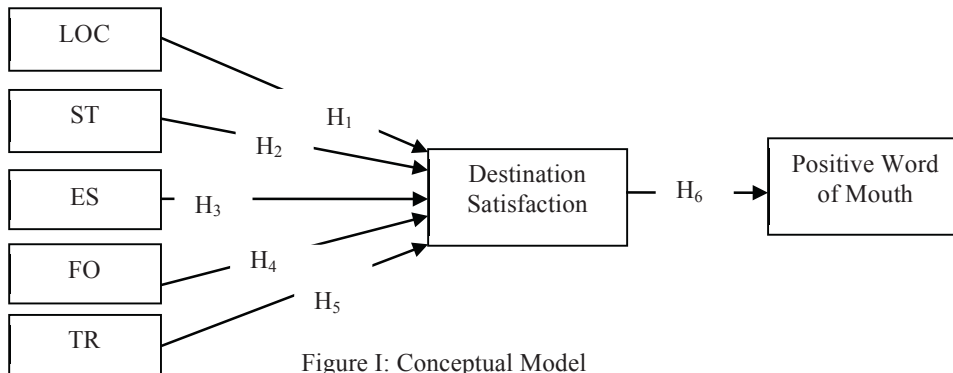 LOC
H₁
ST
H₂
ES
H₃
Destination
Satisfaction
H₆
Positive Word
of Mouth
FO
H₄
H₅
TR
Figure I: Conceptual Model